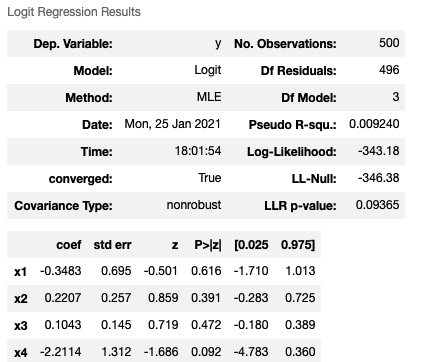 Logit Regression Results
Dep. Variable: y No. Observations: 500
Model: Logit Df Residuals: 496
Method: MLE Df Model: 3
Date: Mon, 25 Jan 2021 Pseudo R-squ.: 0.009240
Time: 18:01:54 Log-Likelihood: -343.18
converged: True LL-Null: -346.38
Covariance Type: nonrobust LLR p-value: 0.09365
coef std err z P>|z| [0.025 0.975]
x1 -0.3483 0.695 -0.501 0.616 -1.710 1.013
x2 0.2207 0.257 0.859 0.391 -0.283 0.725
x3 0.1043 0.145 0.719 0.472 -0.180 0.389
x4 -2.2114 1.312 -1.686 0.092 -4.783 0.360